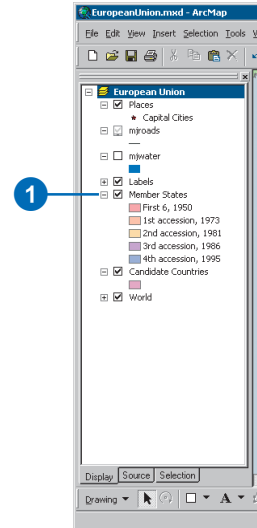 EuropeanUnion.mxd - ArcMap
File Edit View Insert Selection Tools
European Union
Places
Capital Cities
mjroads
mjwater
Labels
1
Member States
First 6, 1950
1st accession, 1973
2nd accession, 1981
3rd accession, 1986
4th accession, 1995
Candidate Countries
World
Display Source Selection
Drawing A